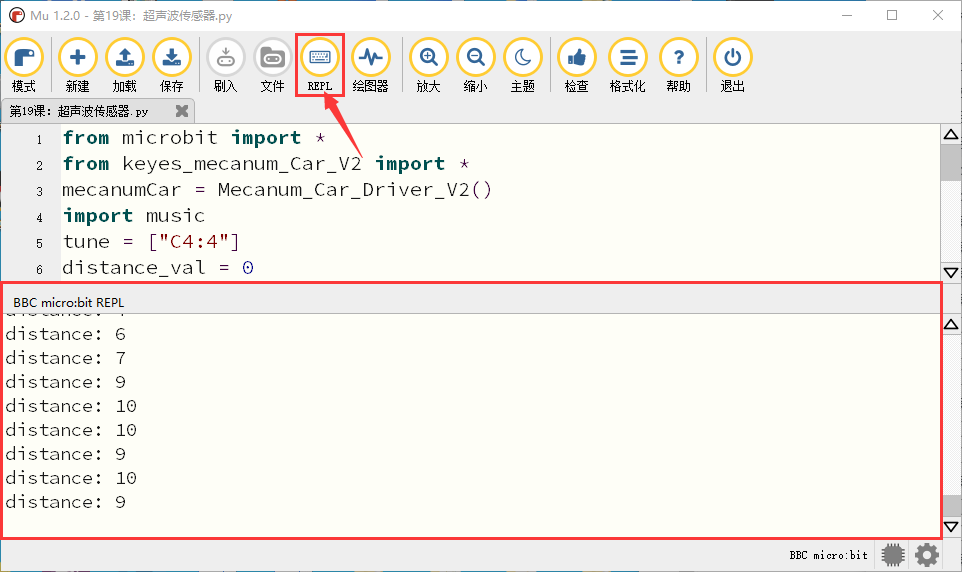 Mu 1.2.0 - 第19课：超声波传感器.py
模式 新建 加载 保存 刷入 文件 REPL 绘图器 放大 缩小 主题 检查 格式化 帮助 退出
第19课：超声波传感器.py
1 from microbit import *
2 from keyes_mecanum_Car_V2 import *
3 mecanumCar = Mecanum_Car_Driver_V2()
4 import music
5 tune = ["C4:4"]
6 distance_val = 0
BBC micro:bit REPL
distance: 6
distance: 7
distance: 9
distance: 10
distance: 10
distance: 9
distance: 10
distance: 9
BBC micro:bit